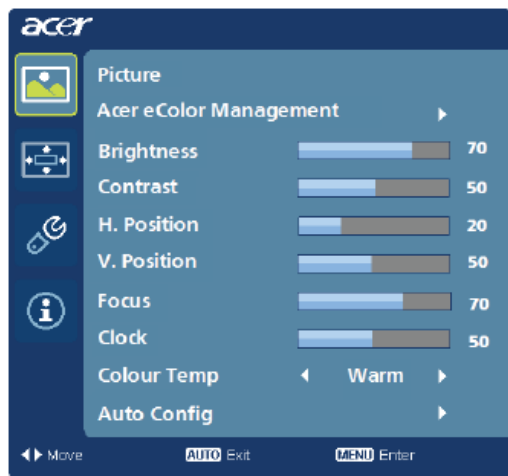 acer
Picture
Acer eColor Management
Brightness 70
Contrast 50
H. Position 20
V. Position 50
Focus 70
Clock 50
Colour Temp Warm
Auto Config
Move AUTO Exit MENU Enter